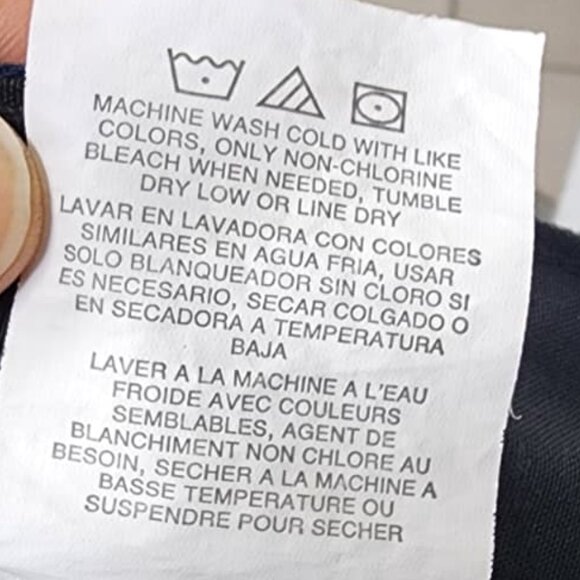 MACHINE WASH COLD WITH LIKE
COLORS, ONLY NON-CHLORINE
BLEACH WHEN NEEDED, TUMBLE
DRY LOW OR LINE DRY
LAVAR EN LAVADORA CON COLORES
SIMILARES EN AGUA FRIA, USAR
SOLO BLANQUEADOR SIN CLORO SI
ES NECESARIO, SECAR COLGADO O
EN SECADORA A TEMPERATURA
BAJA
LAVER A LA MACHINE A L'EAU
FROIDE AVEC COULEURS
SEMBLABLES, AGENT DE
BLANCHIMENT NON CHLORE AU
BESOIN, SECHER A LA MACHINE A
BASSE TEMPERATURE OU
SUSPENDRE POUR SECHER